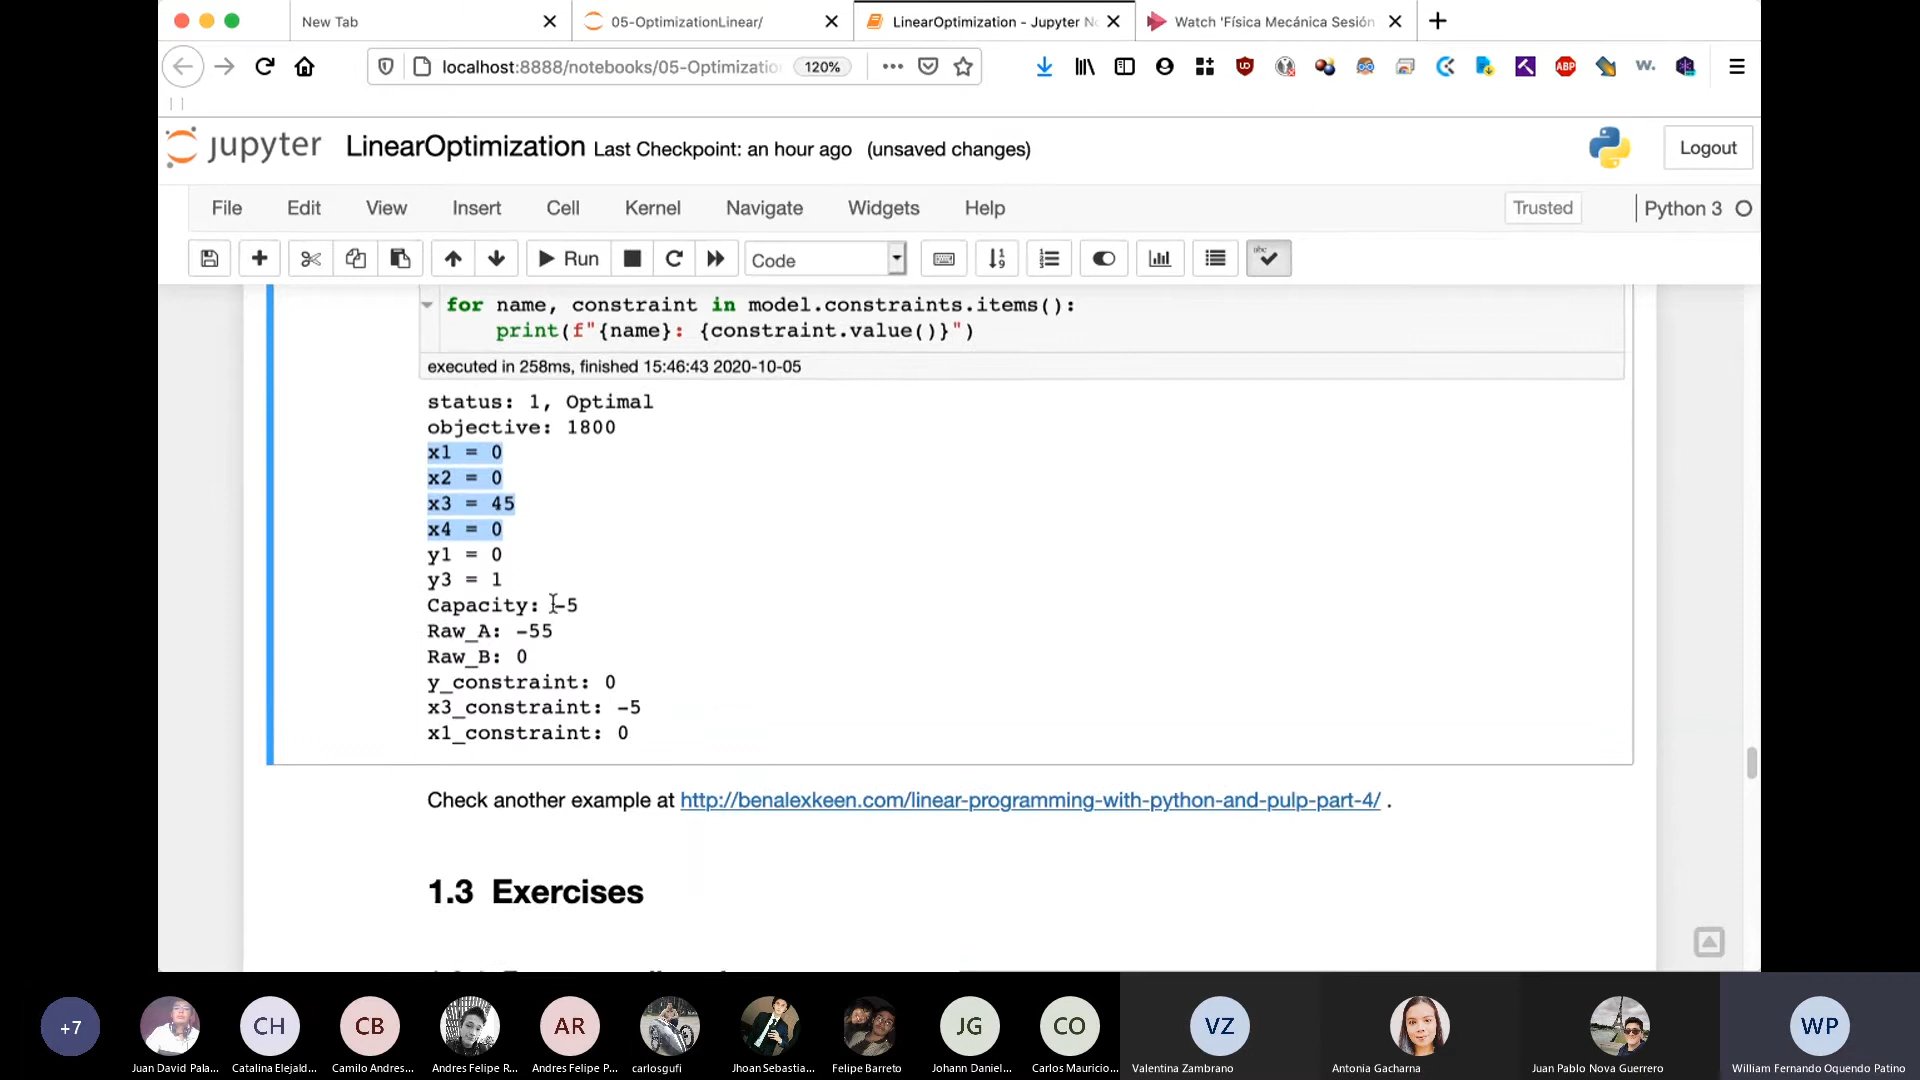 New Tab
05-OptimizationLinear/
LinearOptimization - Jupyter N
Watch 'Física Mecánica Sesión
localhost:8888/notebooks/05-Optimizatio
120%
ABP
w.
jupyter
LinearOptimization Last Checkpoint: an hour ago (unsaved changes)
Logout
File Edit View Insert Cell Kernel Navigate Widgets Help
Trusted
Python 3
Run
Code
for name, constraint in model.constraints.items():
print(f"{name}: {constraint.value()}")
executed in 258ms, finished 15:46:43 2020-10-05
status: 1, Optimal
objective: 1800
x1 = 0
x2 = 0
x3 = 45
x4 = 0
y1 = 0
y3 = 1
Capacity: -5
Raw_A: -55
Raw_B: 0
y_constraint: 0
x3_constraint: -5
x1_constraint: 0
Check another example at http://benalexkeen.com/linear-programming-with-python-and-pulp-part-4/ .
1.3 Exercises
+7
CH
CB
AR
JG
CO
VZ
WP
Juan David Pala...
Catalina Elejald...
Camilo Andres...
Andres Felipe R...
Andres Felipe P...
carlosgufi
Jhoan Sebastia...
Felipe Barreto
Johann Daniel...
Carlos Mauricio...
Valentina Zambrano
Antonia Gacharna
Juan Pablo Nova Guerrero
William Fernando Oquendo Patino